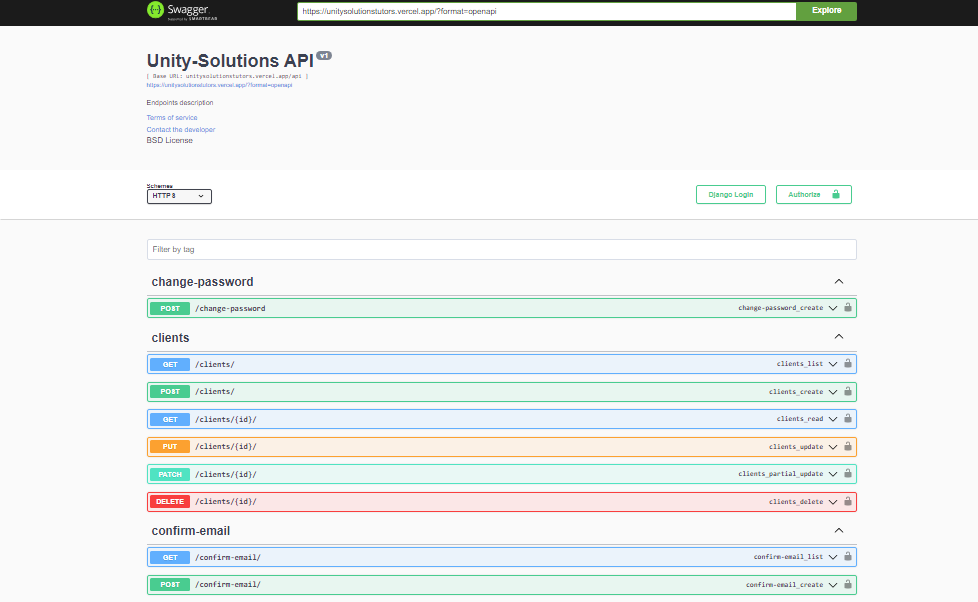 Swagger
Supported by SMARTBEAR
https://unitysolutionstutors.vercel.app/?format=openapi
Explore
Unity-Solutions API v1
[ Base URL: unitysolutionstutors.vercel.app/api ]
https://unitysolutionstutors.vercel.app/?format=openapi
Endpoints description
Terms of service
Contact the developer
BSD License
Schemes
HTTPS
Django Login
Authorize
Filter by tag
change-password
POST /change-password change-password_create
clients
GET /clients/ clients_list
POST /clients/ clients_create
GET /clients/{id}/ clients_read
PUT /clients/{id}/ clients_update
PATCH /clients/{id}/ clients_partial_update
DELETE /clients/{id}/ clients_delete
confirm-email
GET /confirm-email/ confirm-email_list
POST /confirm-email/ confirm-email_create